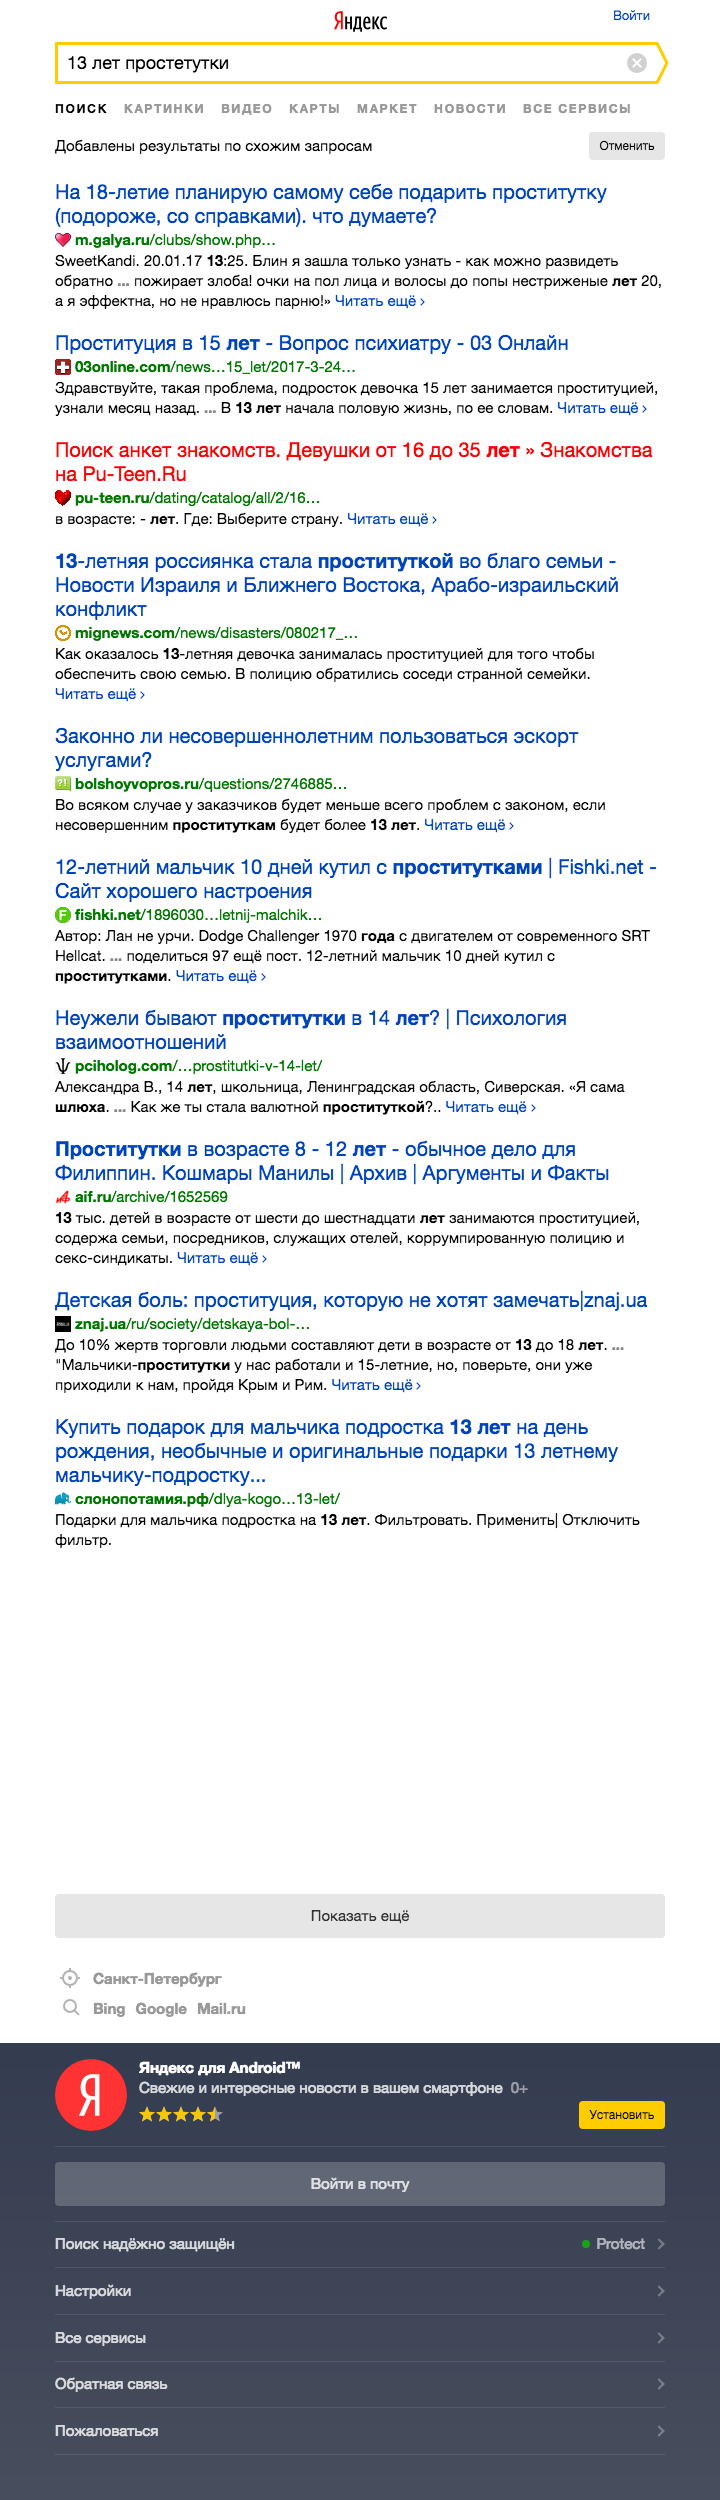 Яндекс
Войти
13 лет простетутки
ПОИСК КАРТИНКИ ВИДЕО КАРТЫ МАРКЕТ НОВОСТИ ВСЕ СЕРВИСЫ
Добавлены результаты по схожим запросам
Отменить
На 18-летие планирую самому себе подарить проститутку
(подороже, со справками). что думаете?
m.galya.ru/clubs/show.php...
SweetKandi. 20.01.17 13:25. Блин я зашла только узнать - как можно развидеть
обратно ... пожирает злоба! очки на пол лица и волосы до попы нестриженые лет 20,
а я эффектна, но не нравлюсь парню!» Читать ещё ›
Проституция в 15 лет - Вопрос психиатру - 03 Онлайн
03online.com/news...15_let/2017-3-24...
Здравствуйте, такая проблема, подросток девочка 15 лет занимается проституцией,
узнали месяц назад. ... В 13 лет начала половую жизнь, по ее словам. Читать ещё ›
Поиск анкет знакомств. Девушки от 16 до 35 лет » Знакомства
на Pu-Teen.Ru
pu-teen.ru/dating/catalog/all/2/16...
в возрасте: - лет. Где: Выберите страну. Читать ещё ›
13-летняя россиянка стала проституткой во благо семьи -
Новости Израиля и Ближнего Востока, Арабо-израильский
конфликт
mignews.com/news/disasters/080217_...
Как оказалось 13-летняя девочка занималась проституцией для того чтобы
обеспечить свою семью. В полицию обратились соседи странной семейки.
Читать ещё ›
Законно ли несовершеннолетним пользоваться эскорт
услугами?
bolshoyvopros.ru/questions/2746885...
Во всяком случае у заказчиков будет меньше всего проблем с законом, если
несовершенним проституткам будет более 13 лет. Читать ещё ›
12-летний мальчик 10 дней кутил с проститутками | Fishki.net -
Сайт хорошего настроения
fishki.net/1896030...letnij-malchik...
Автор: Лан не урчи. Dodge Challenger 1970 года с двигателем от современного SRT
Hellcat. ... поделиться 97 ещё пост. 12-летний мальчик 10 дней кутил с
проститутками. Читать ещё ›
Неужели бывают проститутки в 14 лет? | Психология
взаимоотношений
pciholog.com/...prostitutki-v-14-let/
Александра В., 14 лет, школьница, Ленинградская область, Сиверская. «Я сама
шлюха. ... Как же ты стала валютной проституткой?.. Читать ещё ›
Проститутки в возрасте 8 - 12 лет - обычное дело для
Филиппин. Кошмары Манилы | Архив | Аргументы и Факты
aif.ru/archive/1652569
13 тыс. детей в возрасте от шести до шестнадцати лет занимаются проституцией,
содержа семьи, посредников, служащих отелей, коррумпированную полицию и
секс-синдикаты. Читать ещё ›
Детская боль: проституция, которую не хотят замечать|znaj.ua
znaj.ua/ru/society/detskaya-bol-...
До 10% жертв торговли людьми составляют дети в возрасте от 13 до 18 лет. ...
"Мальчики-проститутки у нас работали и 15-летние, но, поверьте, они уже
приходили к нам, пройдя Крым и Рим. Читать ещё ›
Купить подарок для мальчика подростка 13 лет на день
рождения, необычные и оригинальные подарки 13 летнему
мальчику-подростку...
слонопотамия.рф/dlya-kogo...13-let/
Подарки для мальчика подростка на 13 лет. Фильтровать. Применить| Отключить
фильтр.
Показать ещё
Санкт-Петербург
Bing Google Mail.ru
Я
Яндекс для Android™
Свежие и интересные новости в вашем смартфоне 0+
Установить
Войти в почту
Поиск надёжно защищён
Protect
Настройки
Все сервисы
Обратная связь
Пожаловаться